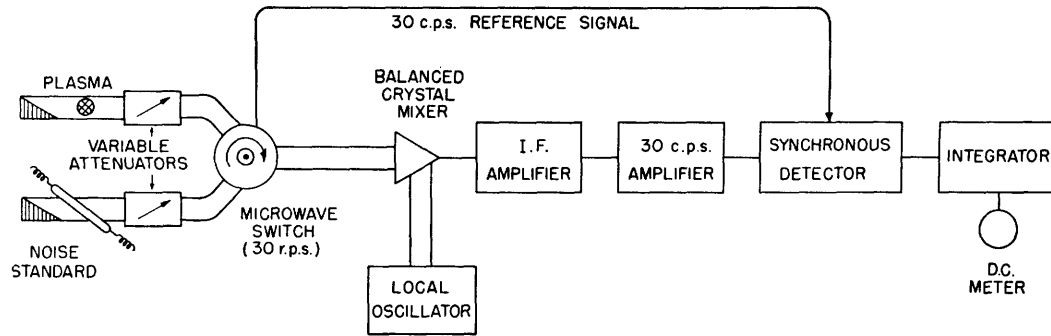 30 c.p.s. REFERENCE SIGNAL
PLASMA
VARIABLE
ATTENUATORS
NOISE
STANDARD
MICROWAVE
SWITCH
(30 r.p.s.)
BALANCED
CRYSTAL
MIXER
LOCAL
OSCILLATOR
I.F.
AMPLIFIER
30 c.p.s.
AMPLIFIER
SYNCHRONOUS
DETECTOR
INTEGRATOR
D.C.
METER